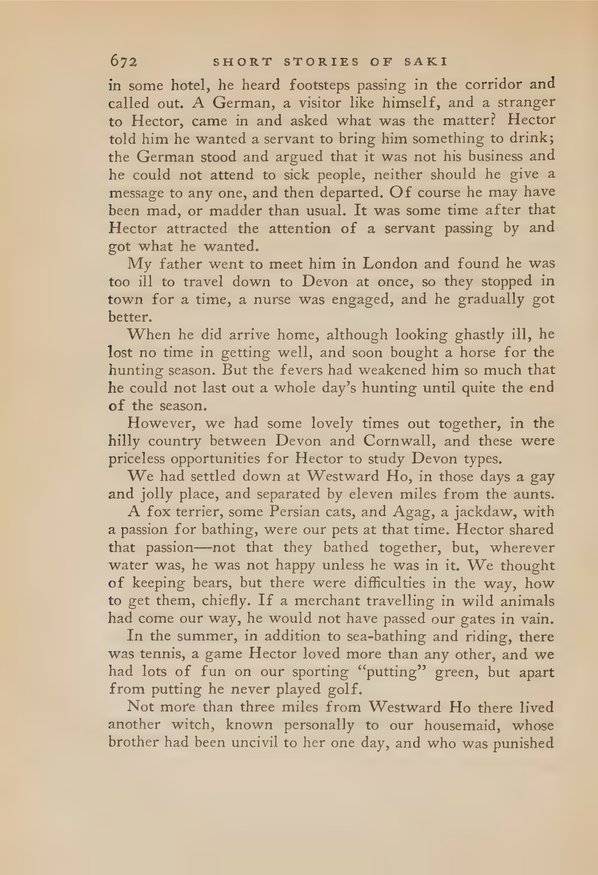 672 SHORT STORIES OF SAKI
in some hotel, he heard footsteps passing in the corridor and
called out. A German, a visitor like himself, and a stranger
to Hector, came in and asked what was the matter? Hector
told him he wanted a servant to bring him something to drink;
the German stood and argued that it was not his business and
he could not attend to sick people, neither should he give a
message to any one, and then departed. Of course he may have
been mad, or madder than usual. It was some time after that
Hector attracted the attention of a servant passing by and
got what he wanted.
My father went to meet him in London and found he was
too ill to travel down to Devon at once, so they stopped in
town for a time, a nurse was engaged, and he gradually got
better.
When he did arrive home, although looking ghastly ill, he
lost no time in getting well, and soon bought a horse for the
hunting season. But the fevers had weakened him so much that
he could not last out a whole day's hunting until quite the end
of the season.
However, we had some lovely times out together, in the
hilly country between Devon and Cornwall, and these were
priceless opportunities for Hector to study Devon types.
We had settled down at Westward Ho, in those days a gay
and jolly place, and separated by eleven miles from the aunts.
A fox terrier, some Persian cats, and Agag, a jackdaw, with
a passion for bathing, were our pets at that time. Hector shared
that passion—not that they bathed together, but, wherever
water was, he was not happy unless he was in it. We thought
of keeping bears, but there were difficulties in the way, how
to get them, chiefly. If a merchant travelling in wild animals
had come our way, he would not have passed our gates in vain.
In the summer, in addition to sea-bathing and riding, there
was tennis, a game Hector loved more than any other, and we
had lots of fun on our sporting "putting" green, but apart
from putting he never played golf.
Not more than three miles from Westward Ho there lived
another witch, known personally to our housemaid, whose
brother had been uncivil to her one day, and who was punished